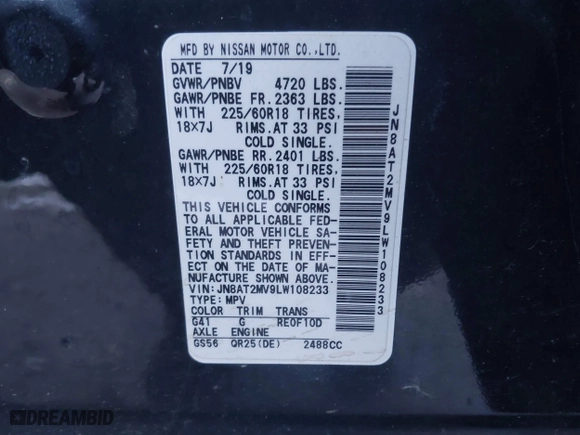 MFD BY NISSAN MOTOR CO.,LTD.
DATE 7/19
GVWR/PNBV 4720 LBS.
GAWR/PNBE FR. 2363 LBS.
WITH 225/60R18 TIRES,
18X7J RIMS.AT 33 PSI
COLD SINGLE.
GAWR/PNBE RR. 2401 LBS.
WITH 225/60R18 TIRES,
18X7J RIMS.AT 33 PSI
COLD SINGLE.
THIS VEHICLE CONFORMS
TO ALL APPLICABLE FED-
ERAL MOTOR VEHICLE SA-
FETY AND THEFT PREVEN-
TION STANDARDS IN EFF-
ECT ON THE DATE OF MA-
NUFACTURE SHOWN ABOVE.
VIN:JN8AT2MV9LW108233
TYPE:MPV
COLOR TRIM TRANS
G41 G RE0F10D
AXLE ENGINE
GS56 QR25(DE) 2488CC
JN8AT2MV9LW108233
DREAMBID